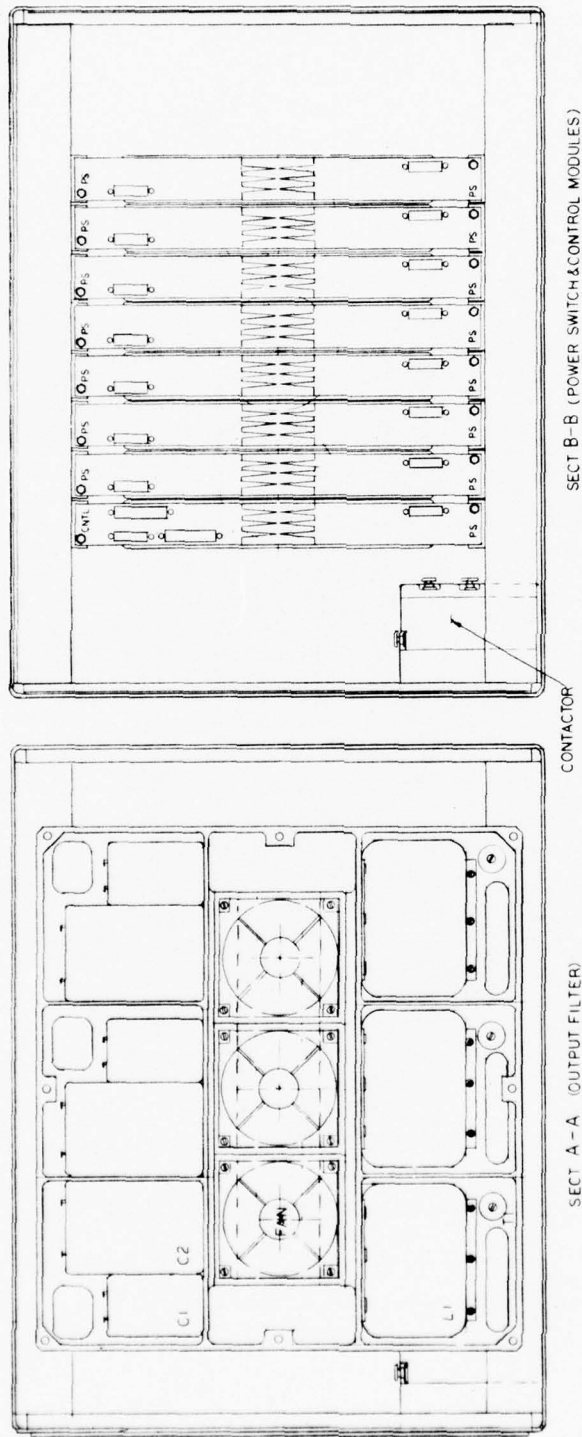 C1
C2
FAN
L1
SECT A-A (OUTPUT FILTER)
CNTL PS PS PS PS PS PS PS
PS PS PS PS PS PS PS PS
CONTACTOR
SECT B-B (POWER SWITCH & CONTROL MODULES)